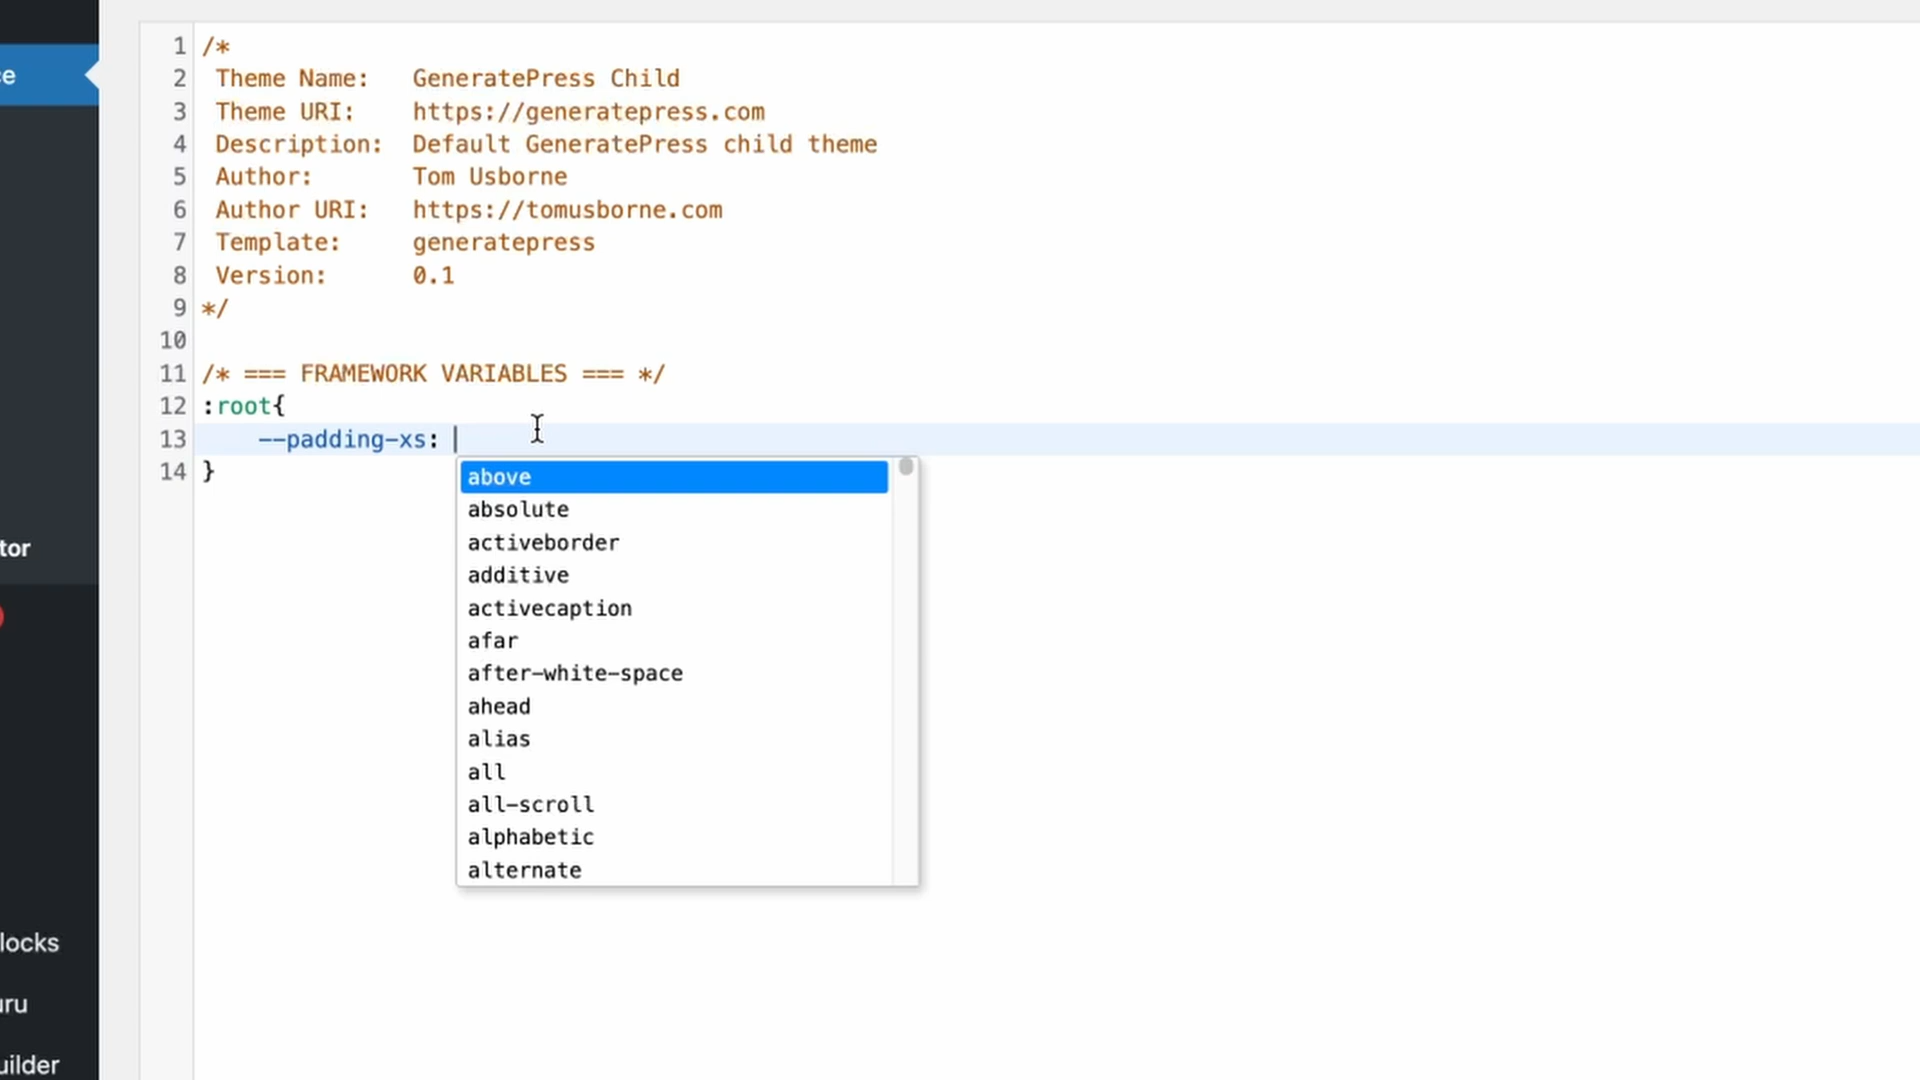 ce
tor
locks
uru
uilder
1 /*
2 Theme Name: GeneratePress Child
3 Theme URI: https://generatepress.com
4 Description: Default GeneratePress child theme
5 Author: Tom Usborne
6 Author URI: https://tomusborne.com
7 Template: generatepress
8 Version: 0.1
9 */
10
11 /* === FRAMEWORK VARIABLES === */
12 :root{
13 --padding-xs:
14 }
above
absolute
activeborder
additive
activecaption
afar
after-white-space
ahead
alias
all
all-scroll
alphabetic
alternate